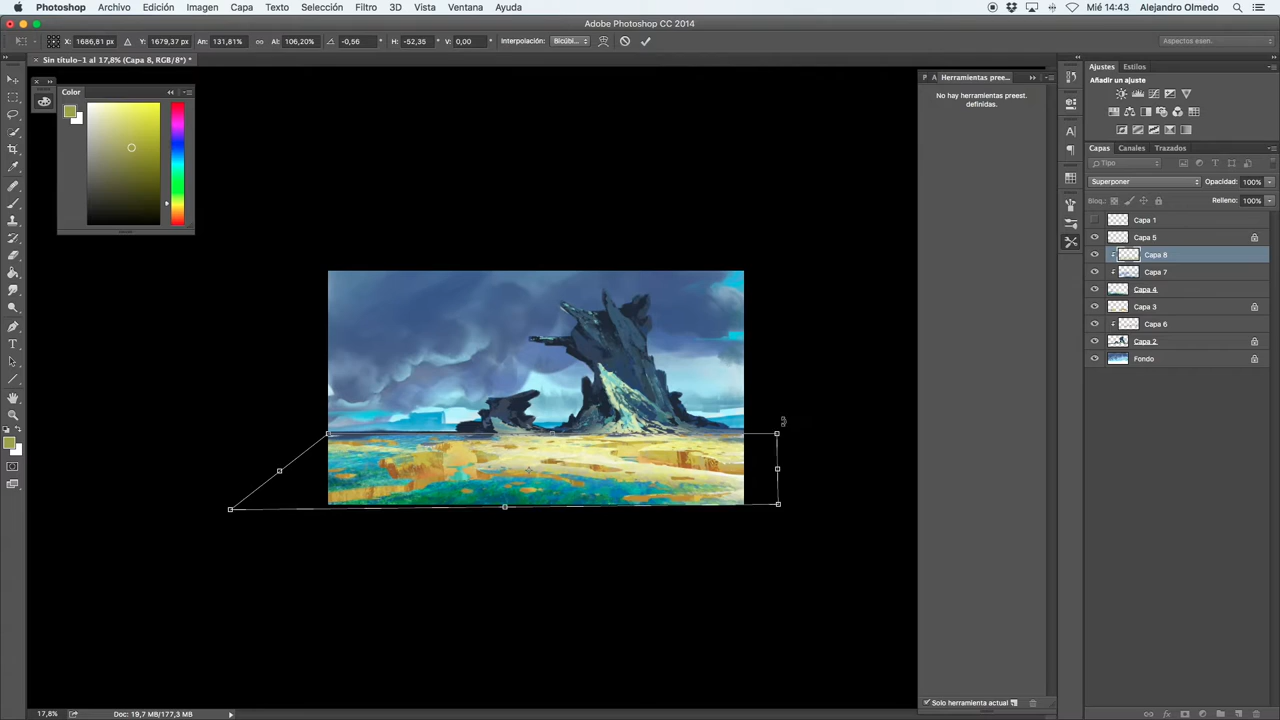 Photoshop Archivo Edición Imagen Capa Texto Selección Filtro 3D Vista Ventana Ayuda Mié 14:43 Alejandro Olmedo
Adobe Photoshop CC 2014
X: 1686,81 px Y: 1679,37 px An: 131,81% Al: 106,20% -0,56 ° H: -52,35 ° V: 0,00 ° Interpolación: Bicúbi... Aspectos esen.
Sin título-1 al 17,8% (Capa 8, RGB/8*) *
Color
Herramientas pree...
No hay herramientas preest.
definidas.
Solo herramienta actual
Ajustes Estilos
Añadir un ajuste
Capas Canales Trazados
Tipo
Superponer Opacidad: 100%
Bloq.: Relleno: 100%
Capa 1
Capa 5
Capa 8
Capa 7
Capa 4
Capa 3
Capa 6
Capa 2
Fondo
17,8% Doc: 19,7 MB/177,3 MB